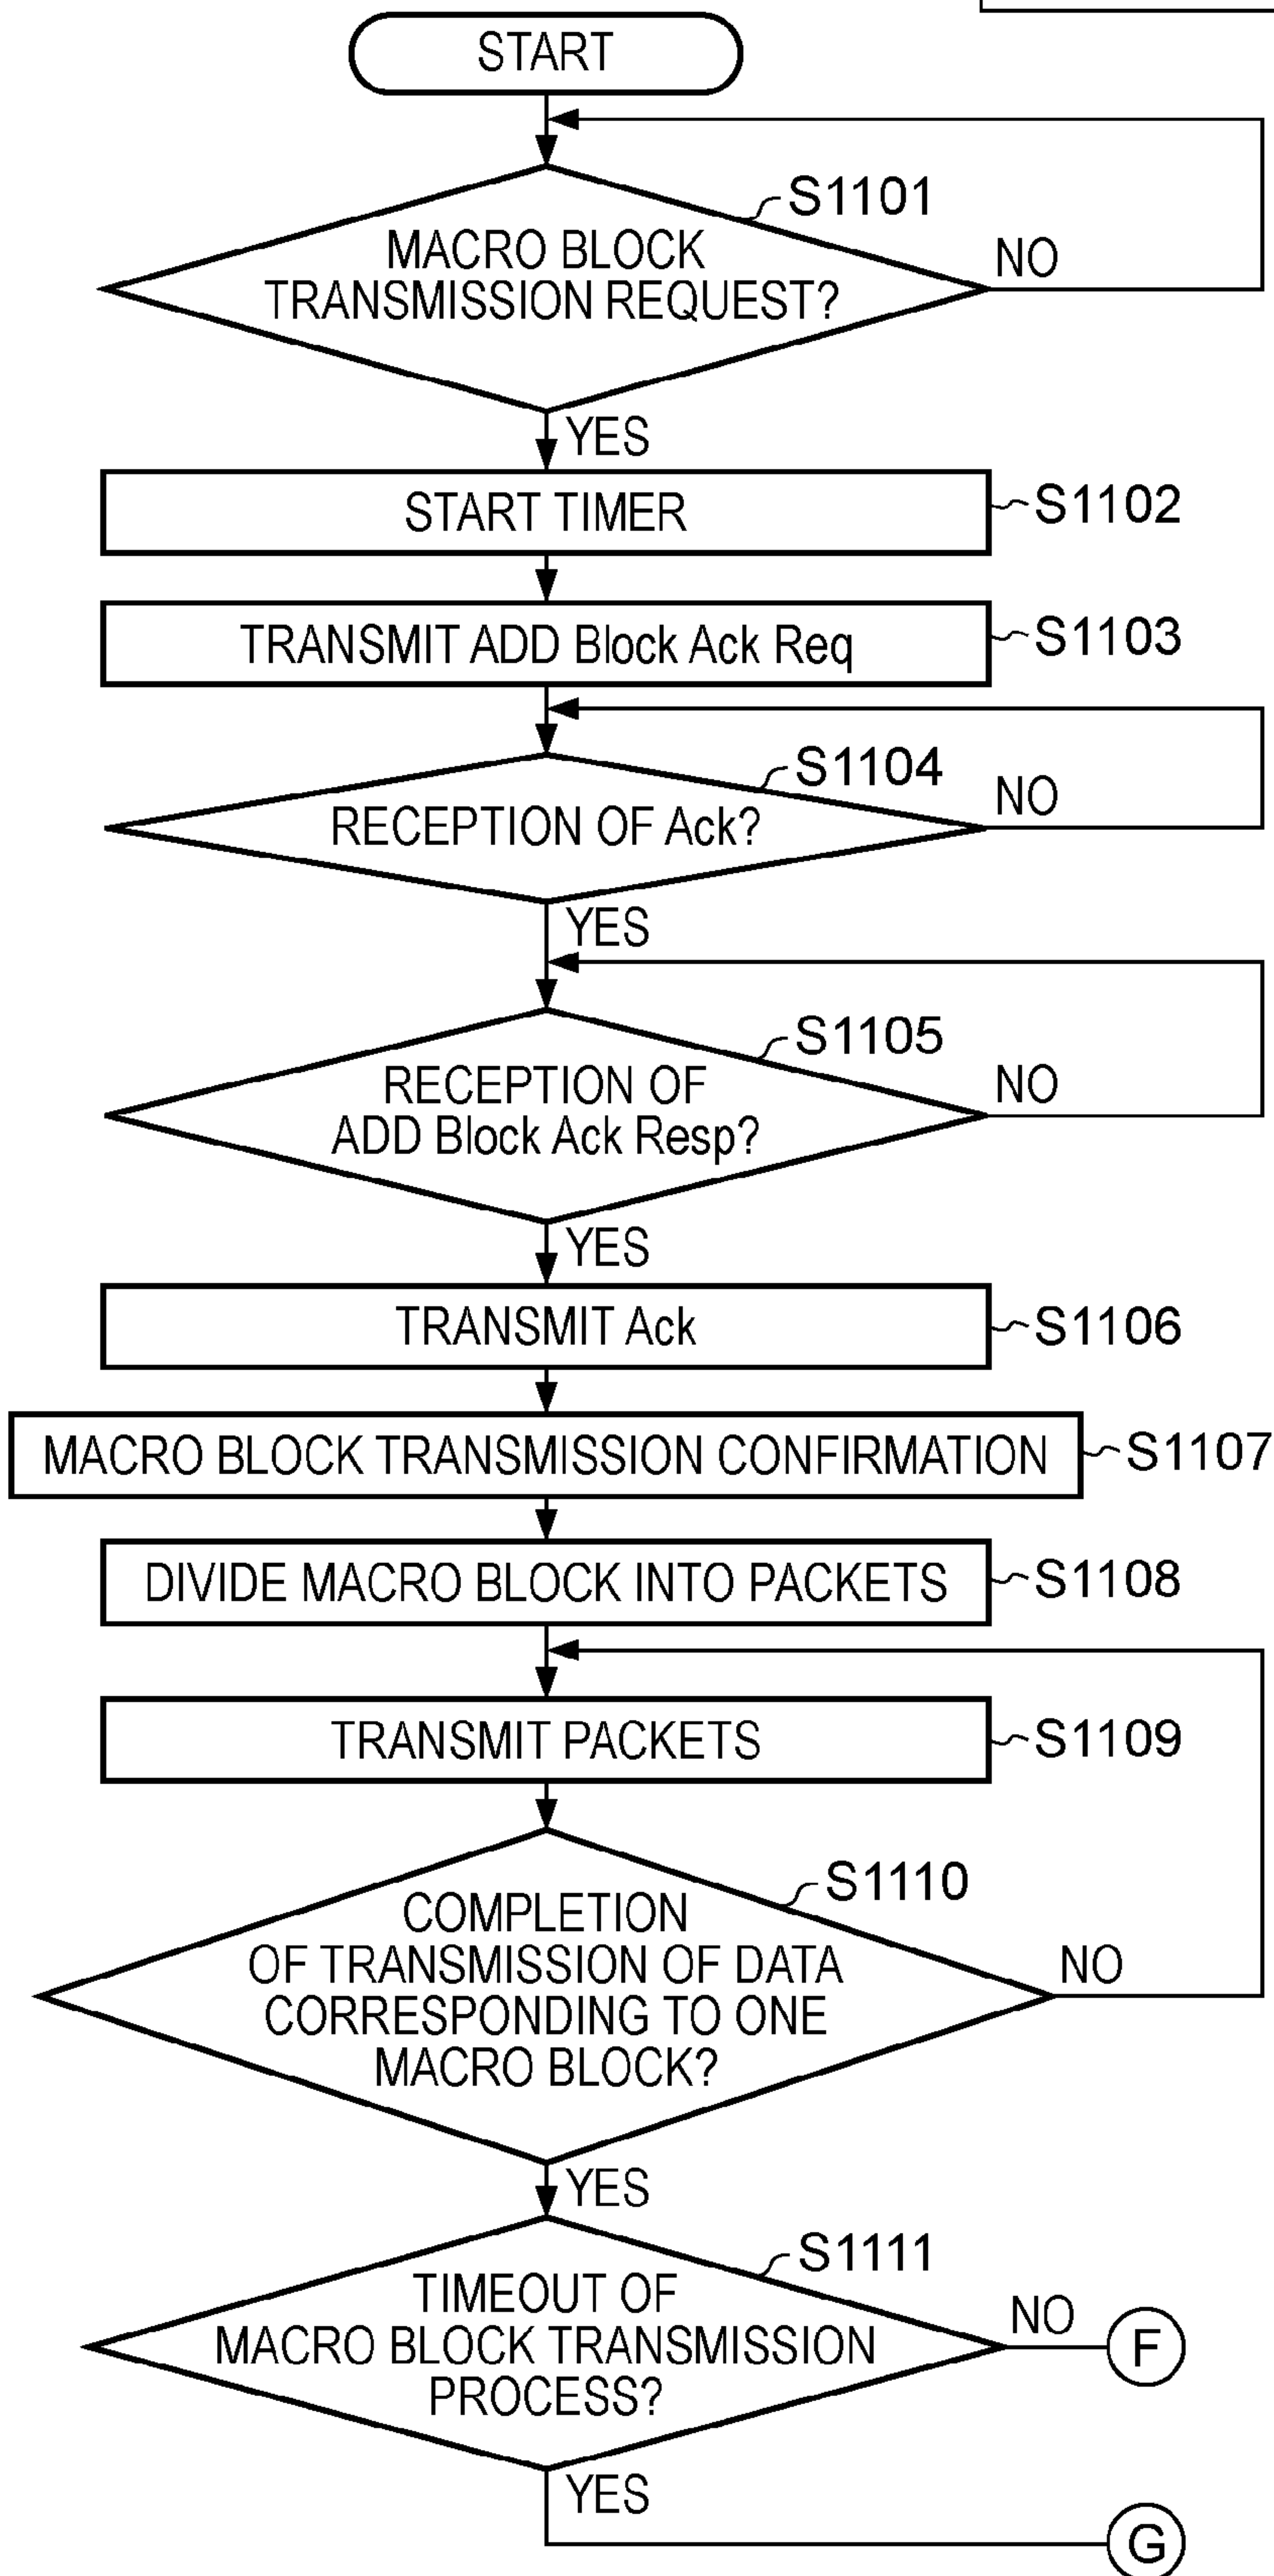 START
S1101
MACRO BLOCK
TRANSMISSION REQUEST?
NO
YES
START TIMER
S1102
TRANSMIT ADD Block Ack Req
S1103
S1104
RECEPTION OF Ack?
NO
YES
S1105
RECEPTION OF
ADD Block Ack Resp?
NO
YES
TRANSMIT Ack
S1106
MACRO BLOCK TRANSMISSION CONFIRMATION
S1107
DIVIDE MACRO BLOCK INTO PACKETS
S1108
TRANSMIT PACKETS
S1109
S1110
COMPLETION
OF TRANSMISSION OF DATA
CORRESPONDING TO ONE
MACRO BLOCK?
NO
YES
S1111
TIMEOUT OF
MACRO BLOCK TRANSMISSION
PROCESS?
NO
F
YES
G